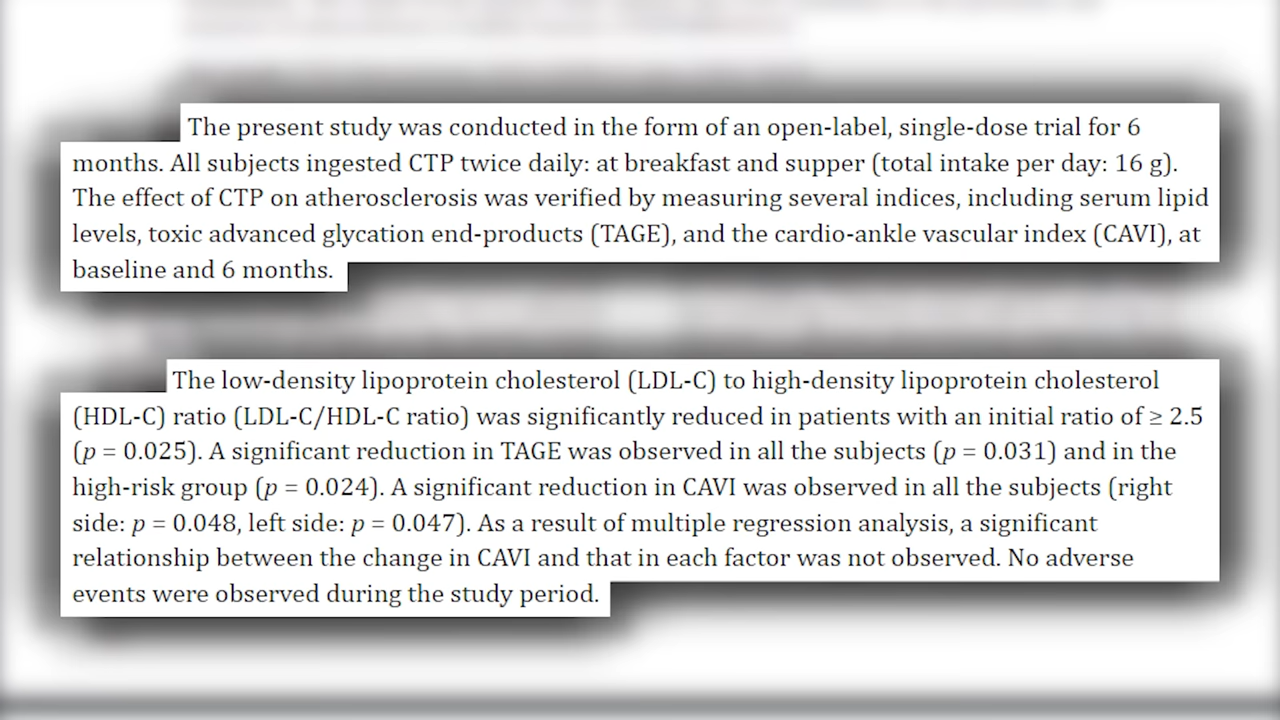 The present study was conducted in the form of an open-label, single-dose trial for 6
months. All subjects ingested CTP twice daily: at breakfast and supper (total intake per day: 16 g).
The effect of CTP on atherosclerosis was verified by measuring several indices, including serum lipid
levels, toxic advanced glycation end-products (TAGE), and the cardio-ankle vascular index (CAVI), at
baseline and 6 months.
The low-density lipoprotein cholesterol (LDL-C) to high-density lipoprotein cholesterol
(HDL-C) ratio (LDL-C/HDL-C ratio) was significantly reduced in patients with an initial ratio of ≥ 2.5
(p = 0.025). A significant reduction in TAGE was observed in all the subjects (p = 0.031) and in the
high-risk group (p = 0.024). A significant reduction in CAVI was observed in all the subjects (right
side: p = 0.048, left side: p = 0.047). As a result of multiple regression analysis, a significant
relationship between the change in CAVI and that in each factor was not observed. No adverse
events were observed during the study period.